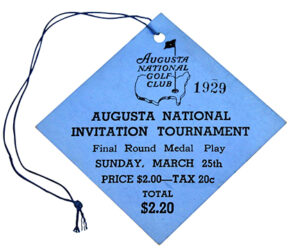 AUGUSTA
NATIONAL
GOLF
CLUB
1929
AUGUSTA NATIONAL
INVITATION TOURNAMENT
Final Round Medal Play
SUNDAY, MARCH 25th
PRICE $2.00—TAX 20c
TOTAL
$2.20